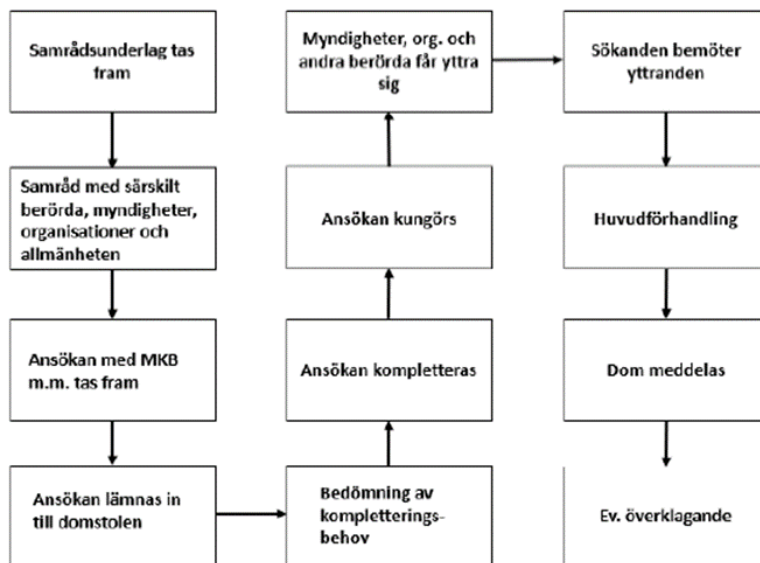 Samrådsunderlag tas
fram
Samråd med särskilt
berörda, myndigheter,
organisationer och
allmänheten
Ansökan med MKB
m.m. tas fram
Ansökan lämnas in
till domstolen
Bedömning av
kompletterings-
behov
Ansökan kompletteras
Ansökan kungörs
Myndigheter, org. och
andra berörda får yttra
sig
Sökanden bemöter
yttranden
Huvudförhandling
Dom meddelas
Ev. överklagande